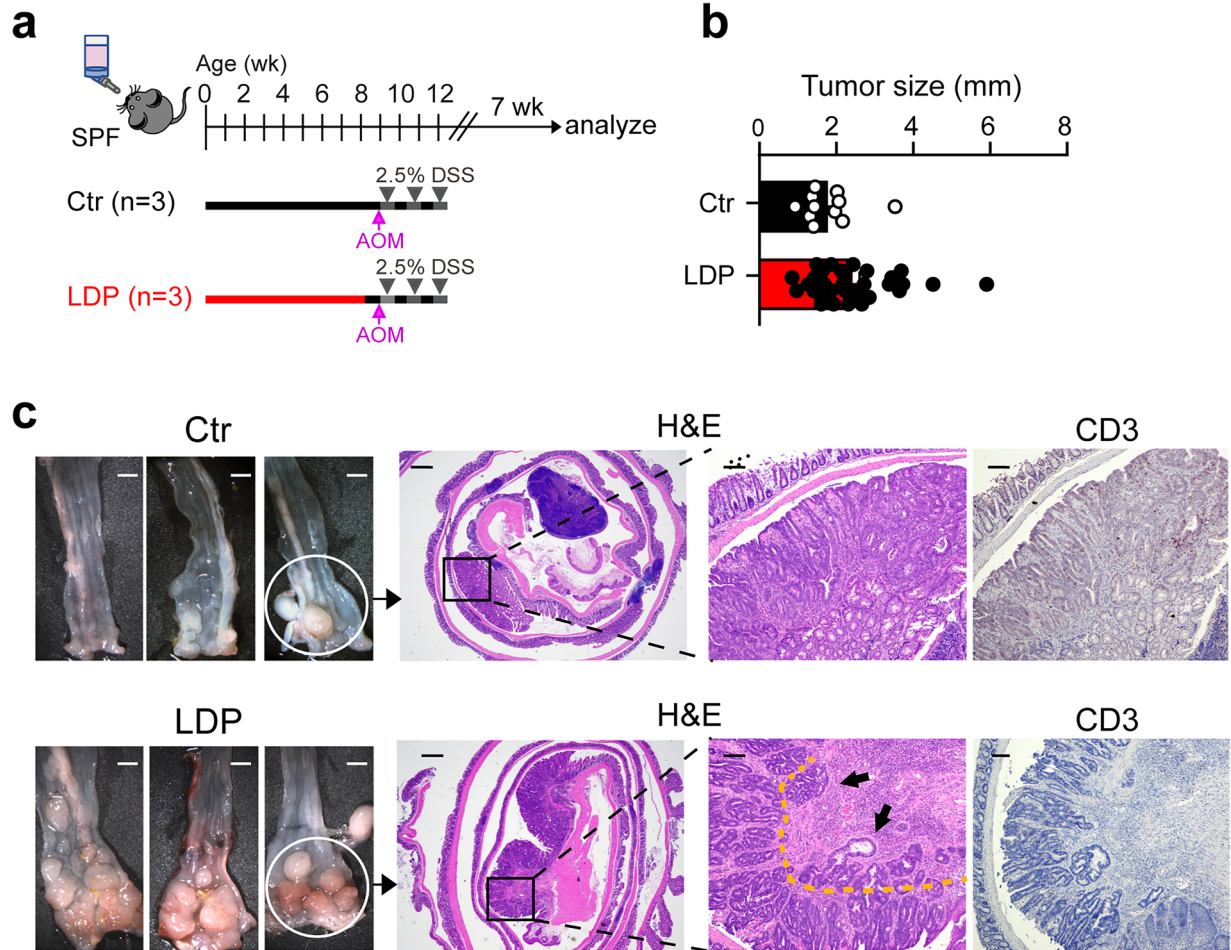 a
Age (wk)
0 2 4 6 8 10 12
7 wk
analyze
SPF
2.5% DSS
Ctr (n=3)
AOM
2.5% DSS
LDP (n=3)
AOM
b
Tumor size (mm)
0 2 4 6 8
Ctr
LDP
c
Ctr
H&E
CD3
LDP
H&E
CD3